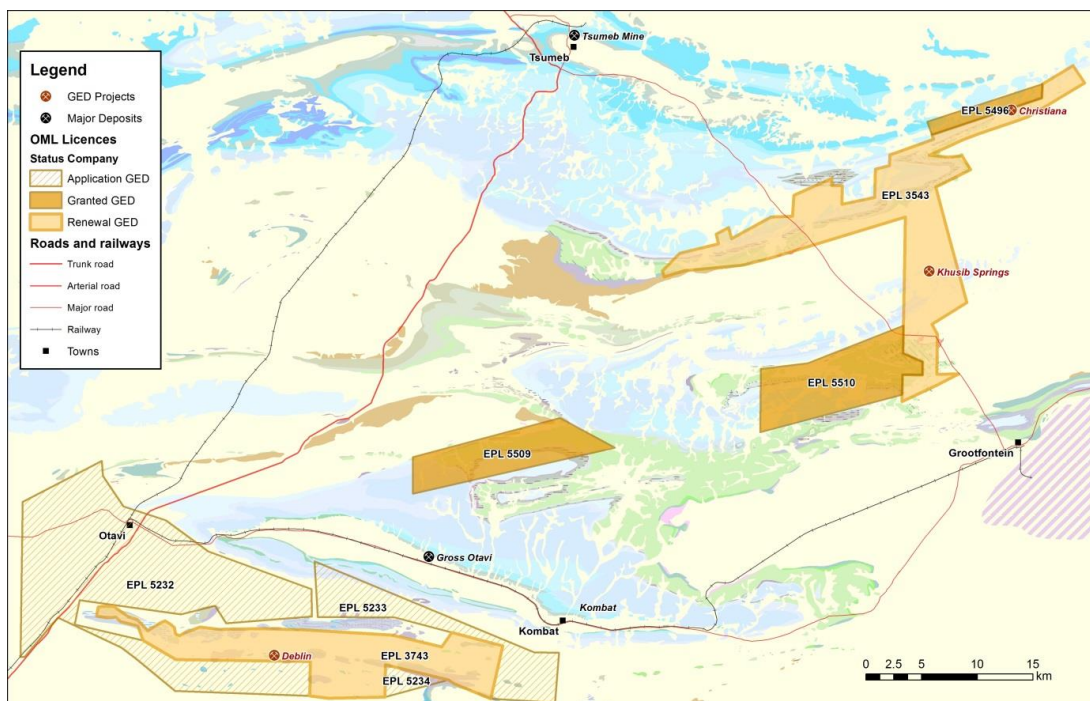 Legend
GED Projects
Major Deposits
OML Licences
Status Company
Application GED
Granted GED
Renewal GED
Roads and railways
Trunk road
Arterial road
Major road
Railway
Towns
Tsumeb Mine
Tsumeb
EPL 5496
Christiana
EPL 3543
Khusib Springs
EPL 5510
Grootfontein
EPL 5509
Otavi
Gross Otavi
EPL 5232
EPL 5233
Kombat
Kombat
Deblin
EPL 3743
EPL 5234
0 2.5 5 10 15
km